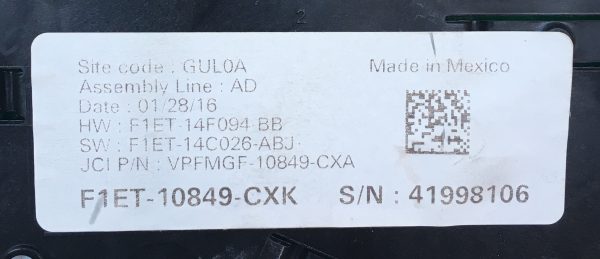 2
Site code : GUL0A
Made in Mexico
Assembly Line : AD
Date : 01/28/16
HW : F1ET-14F094-BB
SW : F1ET-14C026-ABJ
JCI P/N : VPFMGF-10849-CXA
F1ET-10849-CXK S/N : 41998106